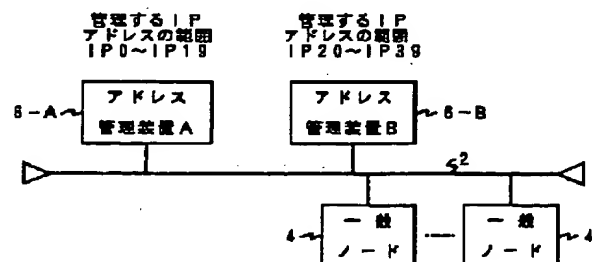 管理するIP
アドレスの範囲
IP0～IP19
管理するIP
アドレスの範囲
IP20～IP39
6-A
アドレス
管理装置A
アドレス
管理装置B
6-B
2
4
一般
ノード
一般
ノード
4